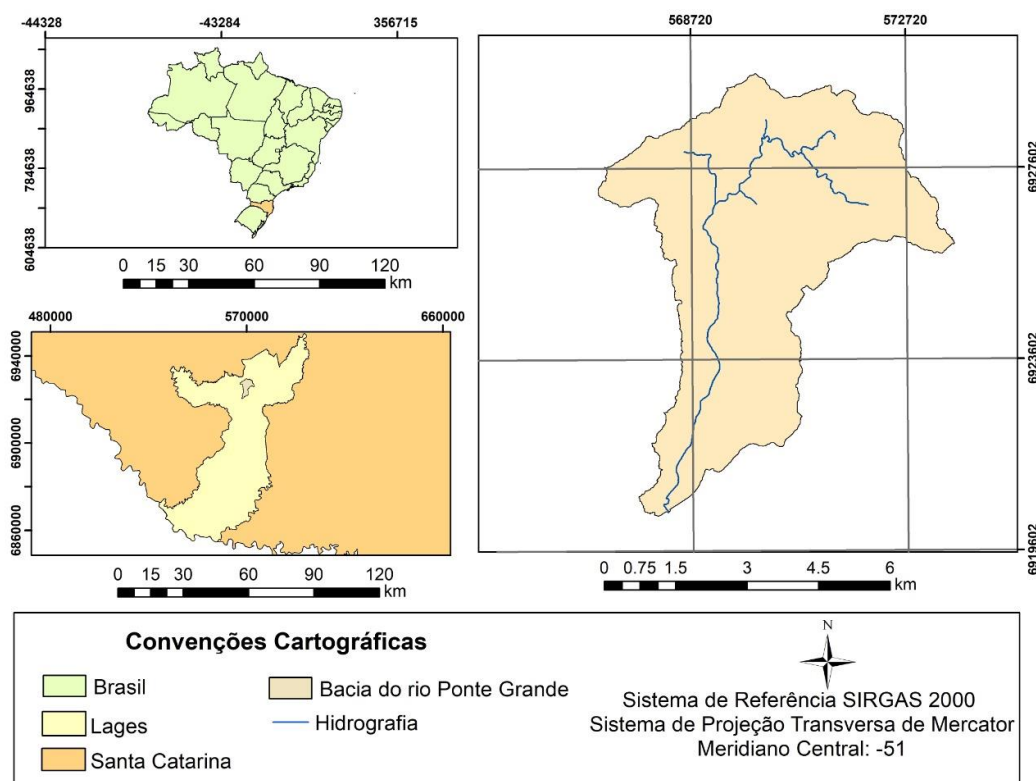 -44328 -43284 356715
964638
784638
604638
0 15 30 60 90 120
km
480000 570000 660000
6940000
6900000
6860000
0 15 30 60 90 120
km
568720 572720
6927602
6923602
6919602
0 0.75 1.5 3 4.5 6
km
Convenções Cartográficas
Brasil
Lages
Santa Catarina
Bacia do rio Ponte Grande
Hidrografia
N
Sistema de Referência SIRGAS 2000
Sistema de Projeção Transversa de Mercator
Meridiano Central: -51